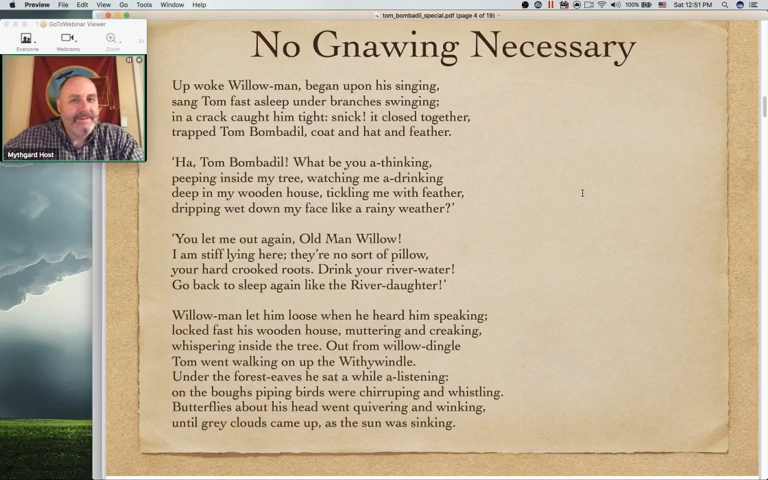 Preview File Edit View Go Tools Window Help
100% Sat 12:51 PM
tom_bombadil_special.pdf (page 4 of 19)
GoToWebinar Viewer
Everyone Webcams Zoom
Mythgard Host
No Gnawing Necessary
Up woke Willow-man, began upon his singing,
sang Tom fast asleep under branches swinging;
in a crack caught him tight: snick! it closed together,
trapped Tom Bombadil, coat and hat and feather.
‘Ha, Tom Bombadil! What be you a-thinking,
peeping inside my tree, watching me a-drinking
deep in my wooden house, tickling me with feather,
dripping wet down my face like a rainy weather?’
‘You let me out again, Old Man Willow!
I am stiff lying here; they’re no sort of pillow,
your hard crooked roots. Drink your river-water!
Go back to sleep again like the River-daughter!’
Willow-man let him loose when he heard him speaking;
locked fast his wooden house, muttering and creaking,
whispering inside the tree. Out from willow-dingle
Tom went walking on up the Withywindle.
Under the forest-eaves he sat a while a-listening:
on the boughs piping birds were chirruping and whistling.
Butterflies about his head went quivering and winking,
until grey clouds came up, as the sun was sinking.